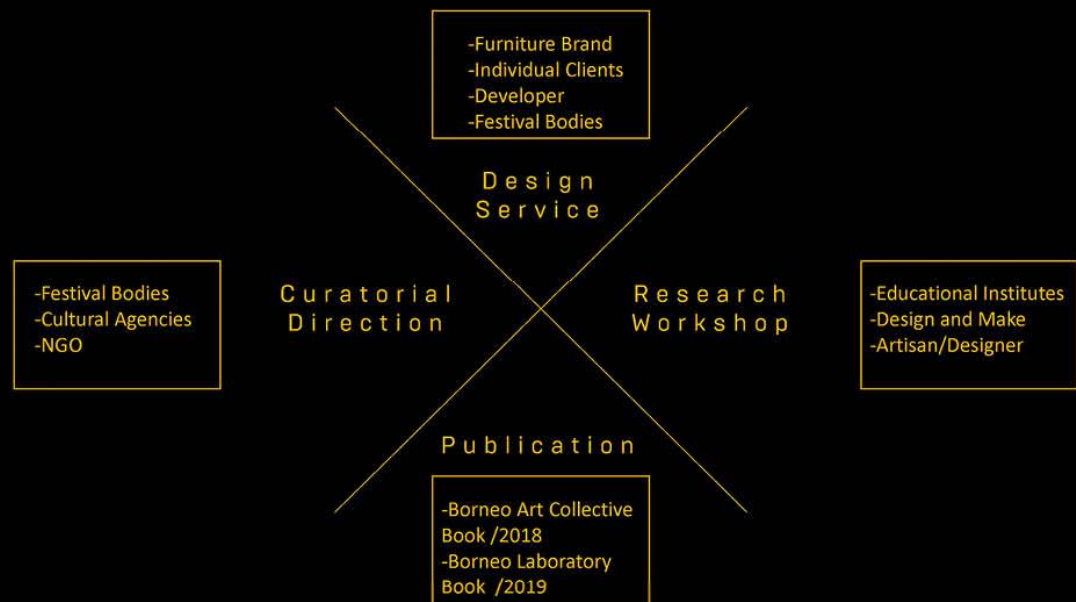 -Furniture Brand
-Individual Clients
-Developer
-Festival Bodies
Design
Service
-Festival Bodies
-Cultural Agencies
-NGO
Curatorial
Direction
Research
Workshop
-Educational Institutes
-Design and Make
-Artisan/Designer
Publication
-Borneo Art Collective
Book /2018
-Borneo Laboratory
Book /2019